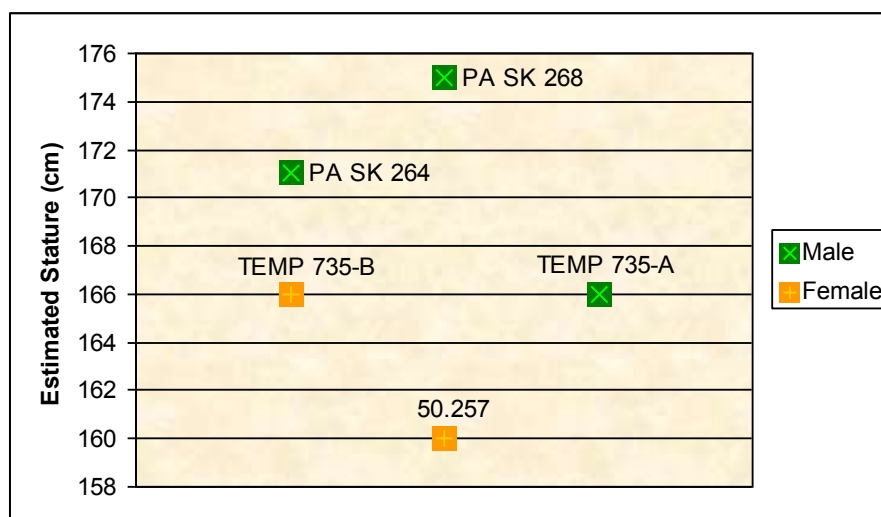 Estimated Stature (cm)
176
174
172
170
168
166
164
162
160
158
PA SK 268
PA SK 264
TEMP 735-B
TEMP 735-A
50.257
Male
Female